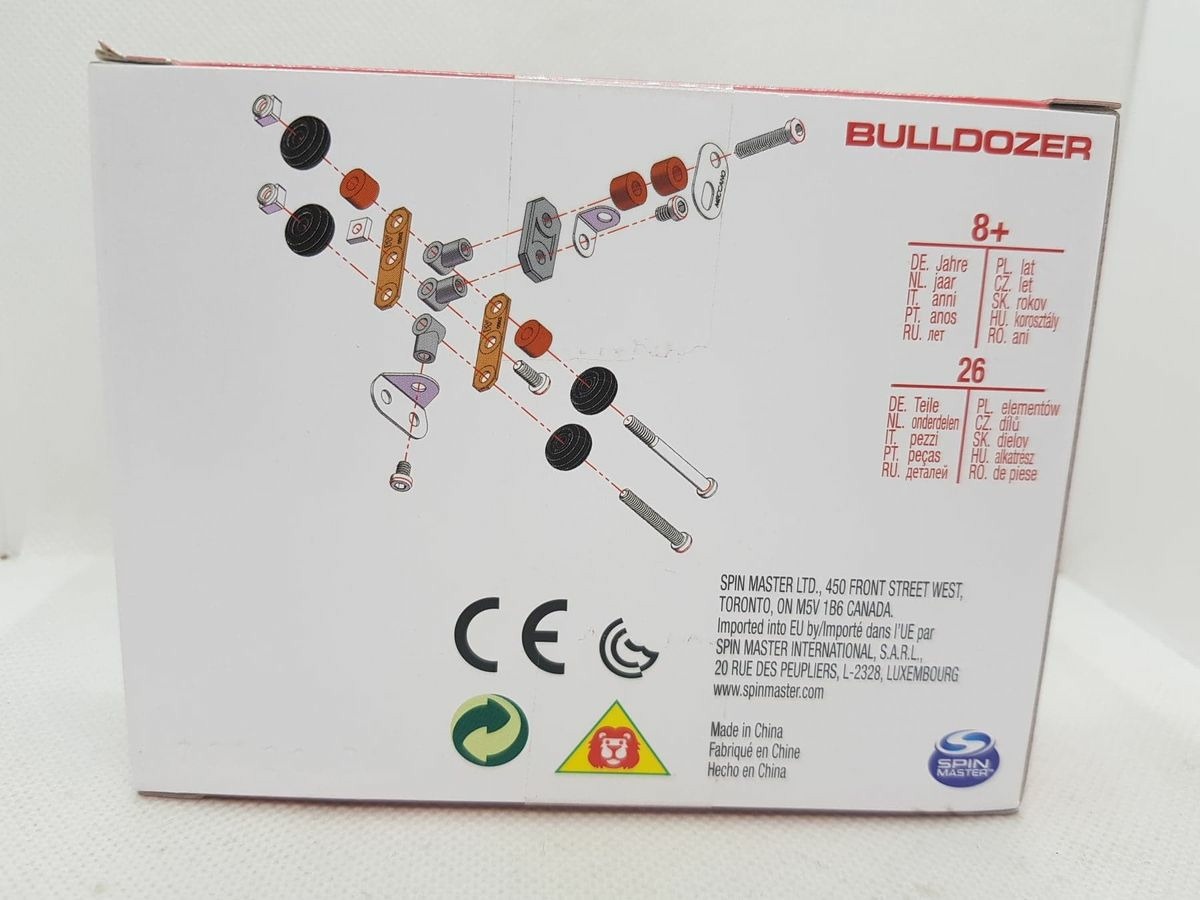 BULLDOZER
MECCANO
8+
DE. Jahre
NL. jaar
IT. anni
PT. anos
RU. лет
PL. lat
CZ. let
SK. rokov
HU. korosztály
RO. ani
26
DE. Teile
NL. onderdelen
IT. pezzi
PT. peças
RU. деталей
PL. elementów
CZ. dílů
SK. dielov
HU. alkatrész
RO. de piese
CE
SPIN MASTER LTD., 450 FRONT STREET WEST,
TORONTO, ON M5V 1B6 CANADA.
Imported into EU by/Importé dans l'UE par
SPIN MASTER INTERNATIONAL, S.A.R.L.,
20 RUE DES PEUPLIERS, L-2328, LUXEMBOURG
www.spinmaster.com
Made in China
Fabriqué en Chine
Hecho en China
SPIN
MASTER™